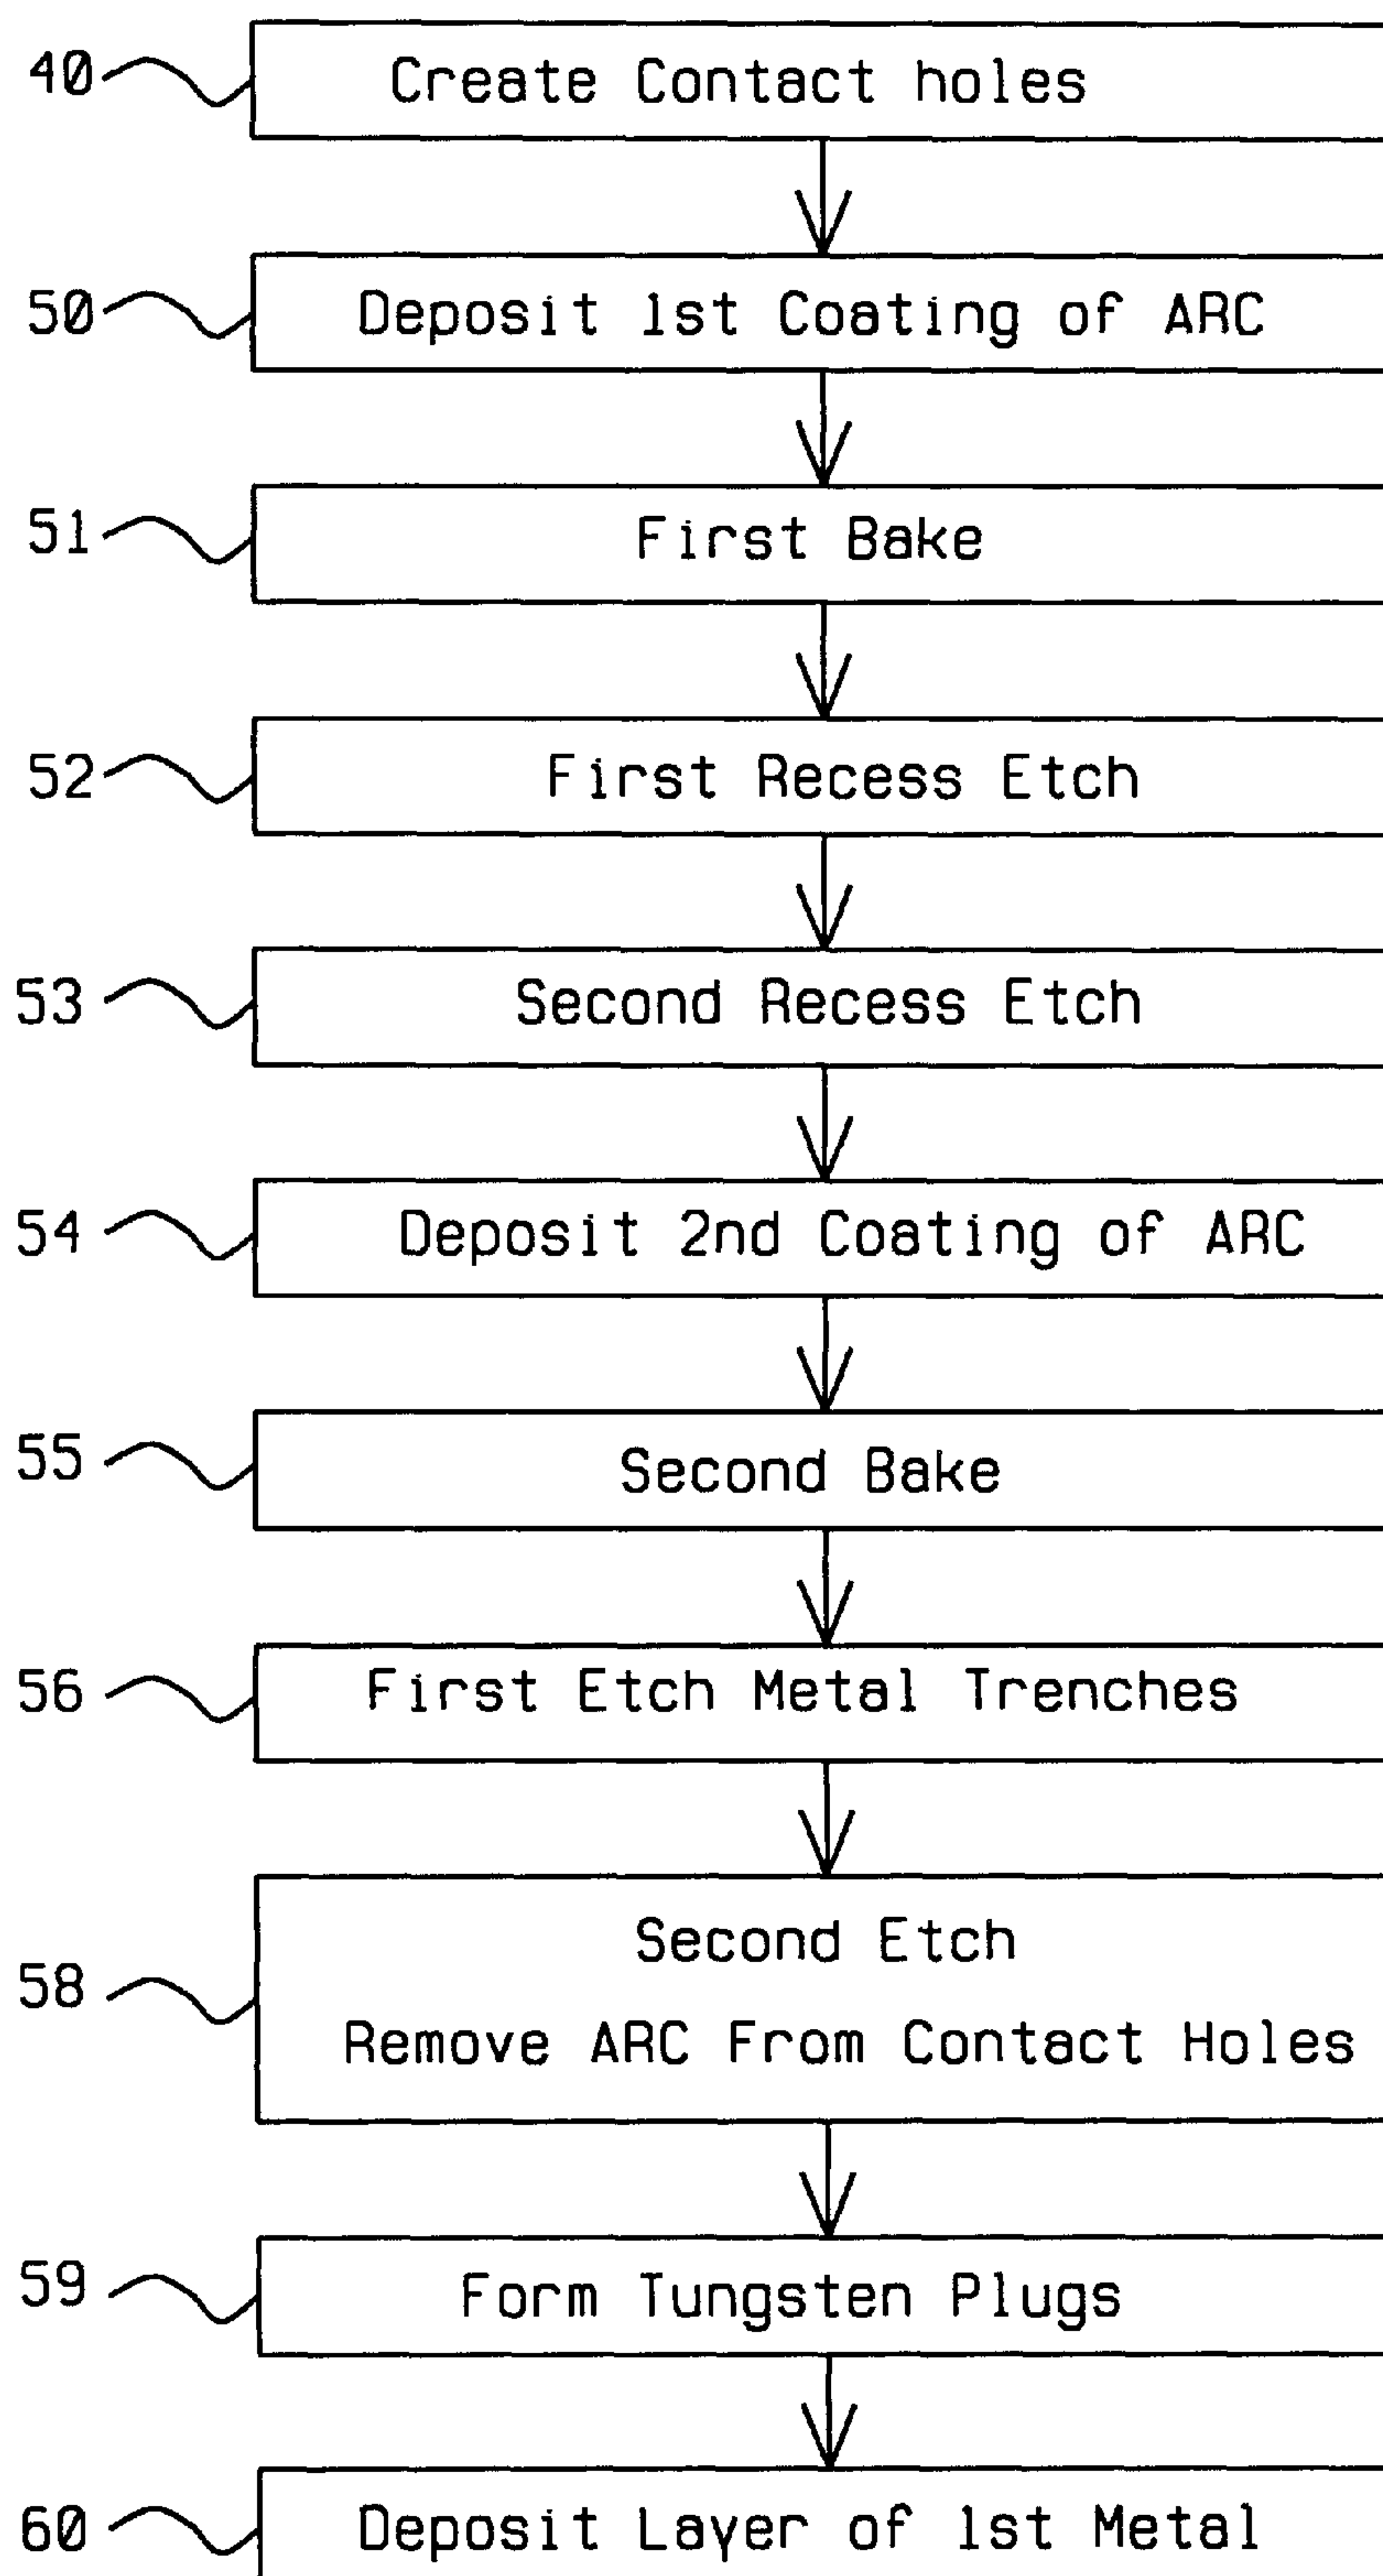 40 Create Contact holes
50 Deposit 1st Coating of ARC
51 First Bake
52 First Recess Etch
53 Second Recess Etch
54 Deposit 2nd Coating of ARC
55 Second Bake
56 First Etch Metal Trenches
Second Etch
58
Remove ARC From Contact Holes
59 Form Tungsten Plugs
60 Deposit Layer of 1st Metal